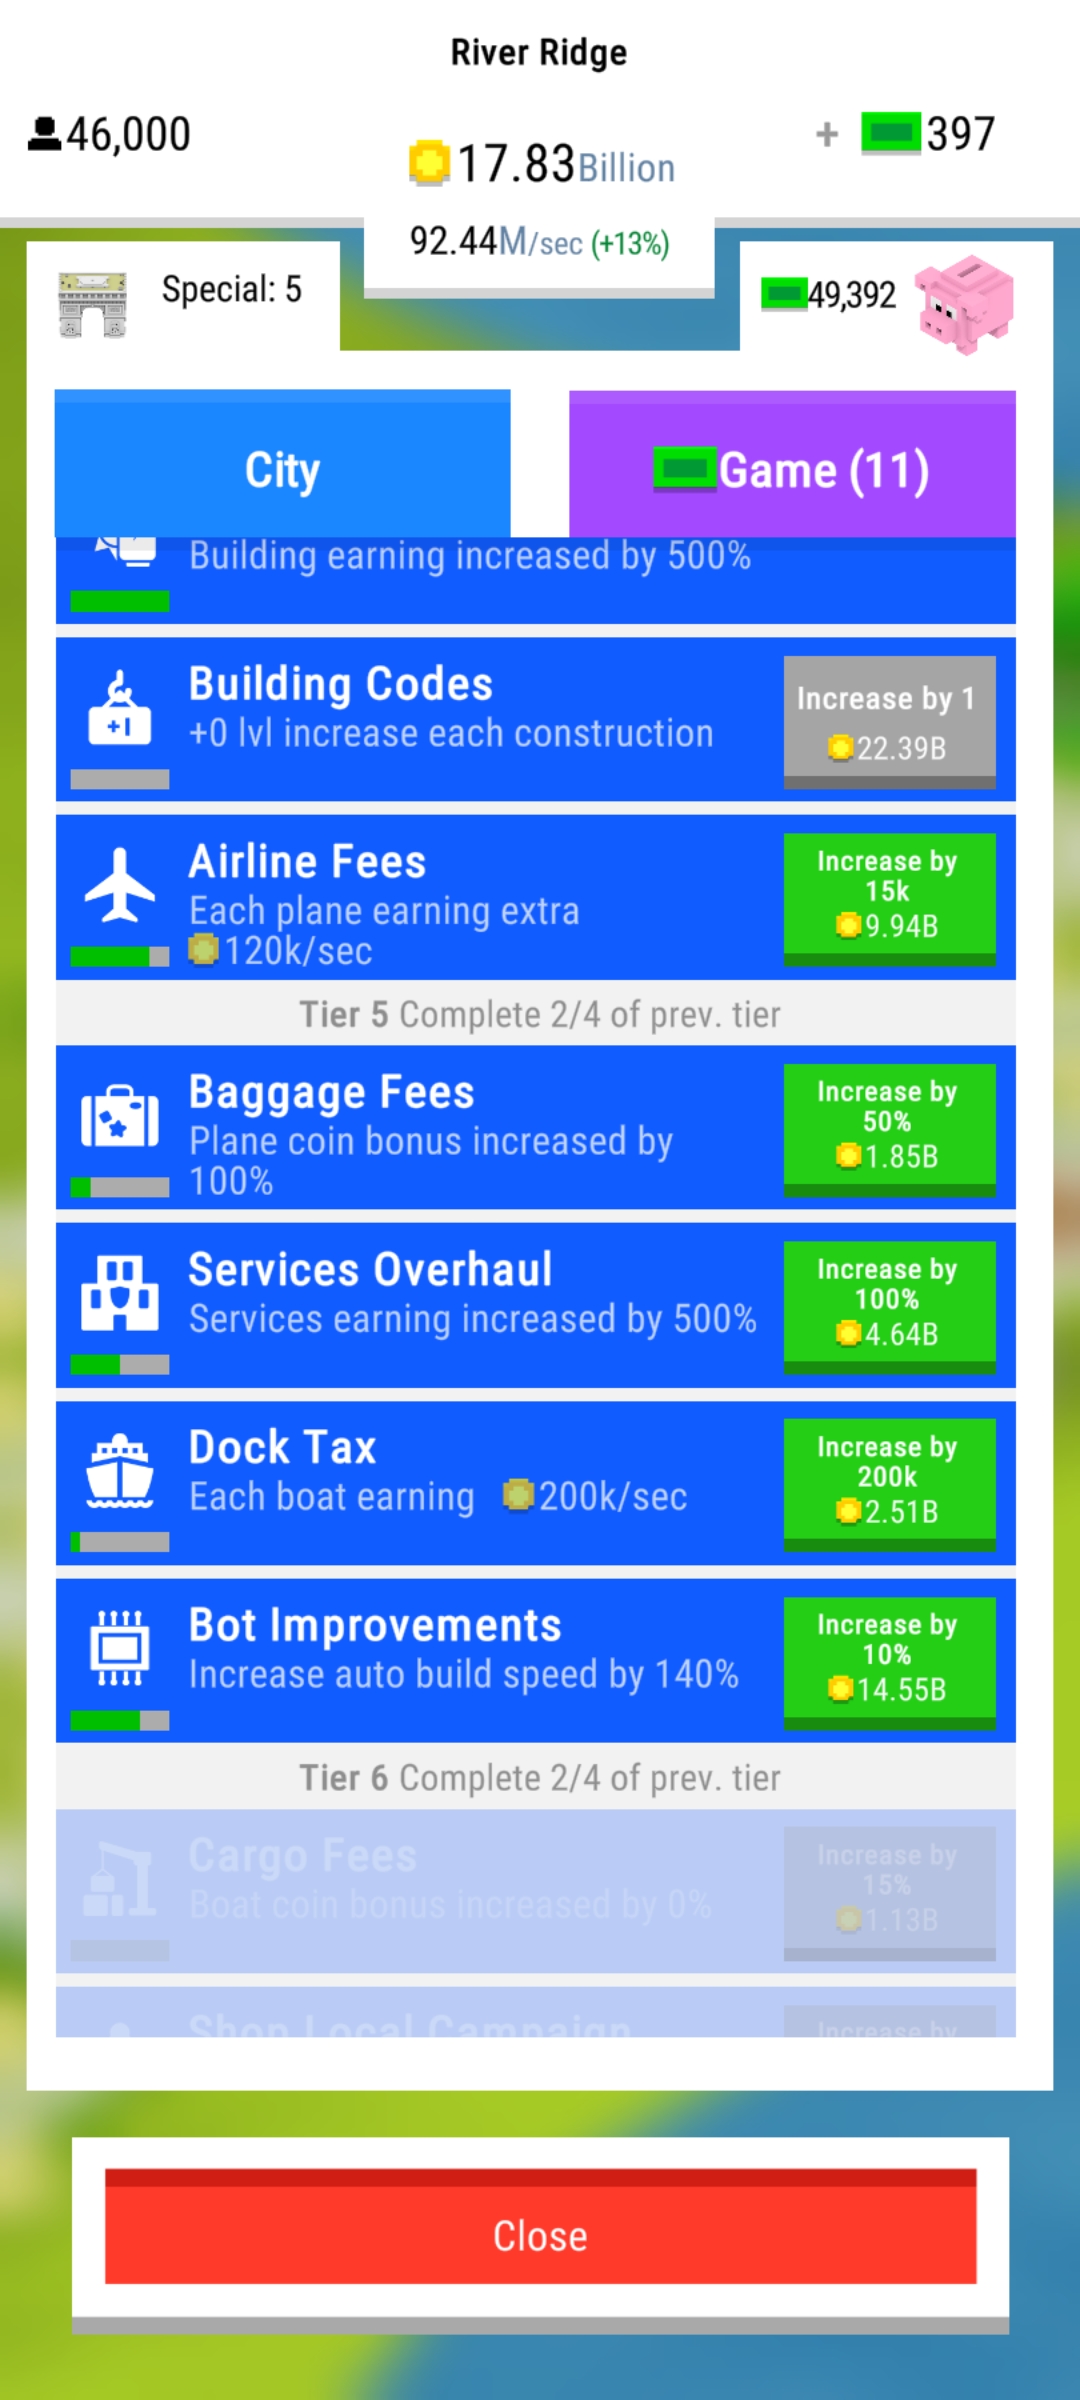 River Ridge
46,000
17.83Billion
+ 397
92.44M/sec (+13%)
Special: 5
49,392
City
Game (11)
Building earning increased by 500%
Building Codes
+0 lvl increase each construction
Increase by 1
22.39B
+1
Airline Fees
Each plane earning extra
120k/sec
Increase by
15k
9.94B
Tier 5 Complete 2/4 of prev. tier
Baggage Fees
Plane coin bonus increased by
100%
Increase by
50%
1.85B
Services Overhaul
Services earning increased by 500%
Increase by
100%
4.64B
Dock Tax
Each boat earning 200k/sec
Increase by
200k
2.51B
Bot Improvements
Increase auto build speed by 140%
Increase by
10%
14.55B
Tier 6 Complete 2/4 of prev. tier
Cargo Fees
Boat coin bonus increased by 0%
Increase by
15%
1.13B
Shop Local Campaign
Increase by
Close